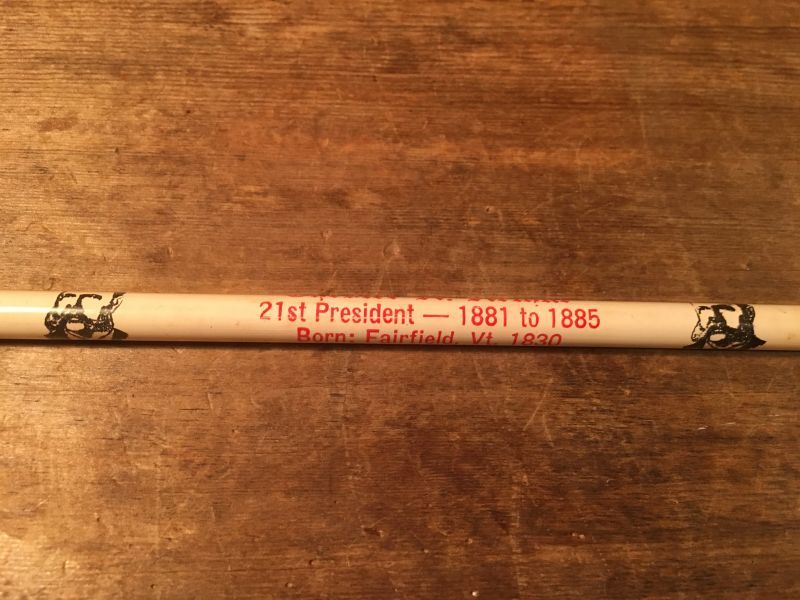 21st President — 1881 to 1885
Born: Fairfield, Vt. 1830